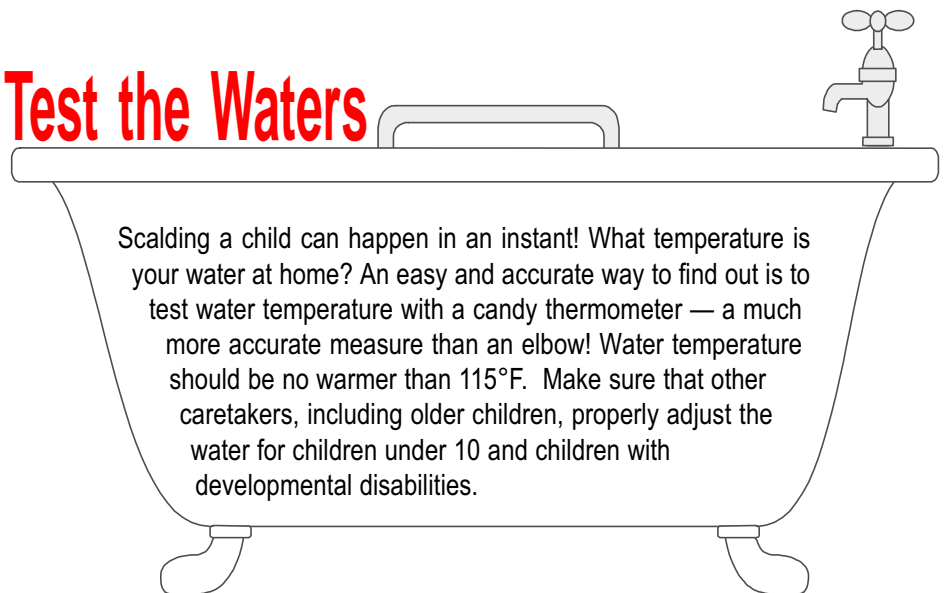 Test the Waters
Scalding a child can happen in an instant! What temperature is
your water at home? An easy and accurate way to find out is to
test water temperature with a candy thermometer — a much
more accurate measure than an elbow! Water temperature
should be no warmer than 115°F.  Make sure that other
caretakers, including older children, properly adjust the
water for children under 10 and children with
developmental disabilities.